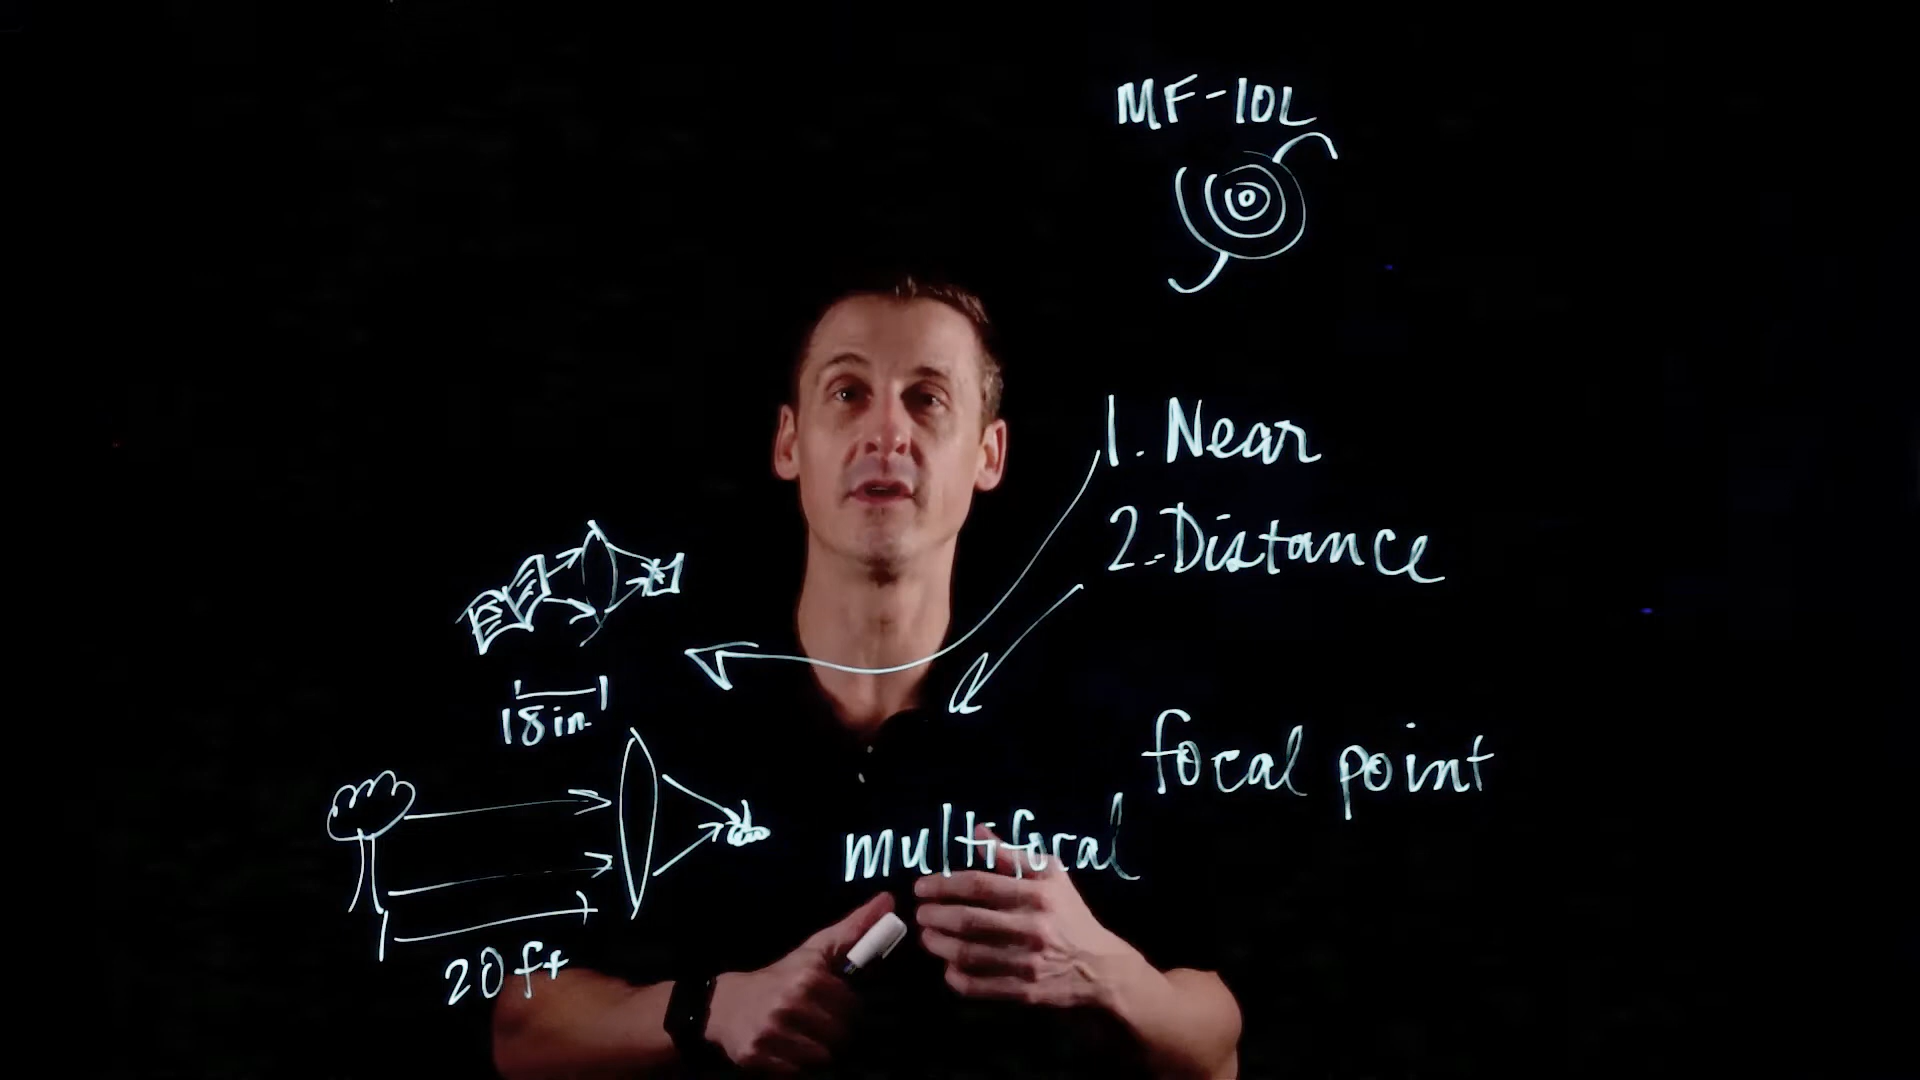 MF-IOL
1. Near
2. Distance
18 in
focal point
multifocal
20 ft